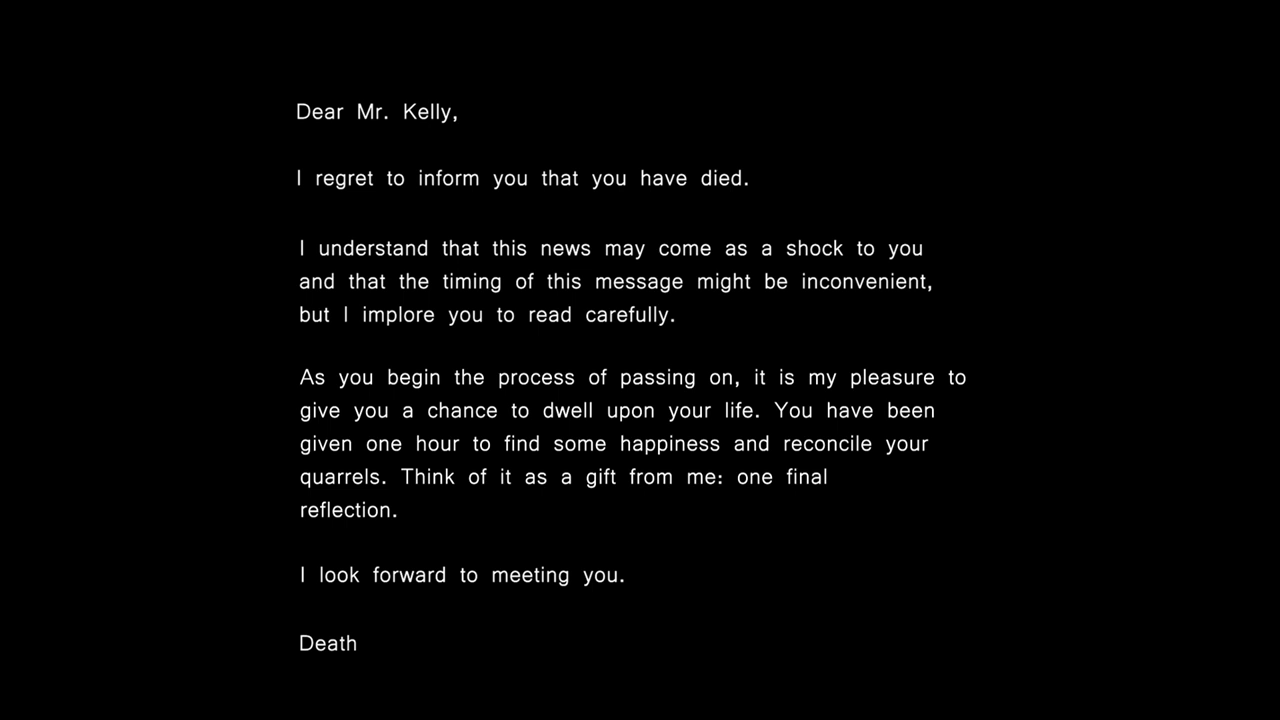 Dear Mr. Kelly,
I regret to inform you that you have died.
I understand that this news may come as a shock to you
and that the timing of this message might be inconvenient,
but I implore you to read carefully.
As you begin the process of passing on, it is my pleasure to
give you a chance to dwell upon your life. You have been
given one hour to find some happiness and reconcile your
quarrels. Think of it as a gift from me: one final
reflection.
I look forward to meeting you.
Death